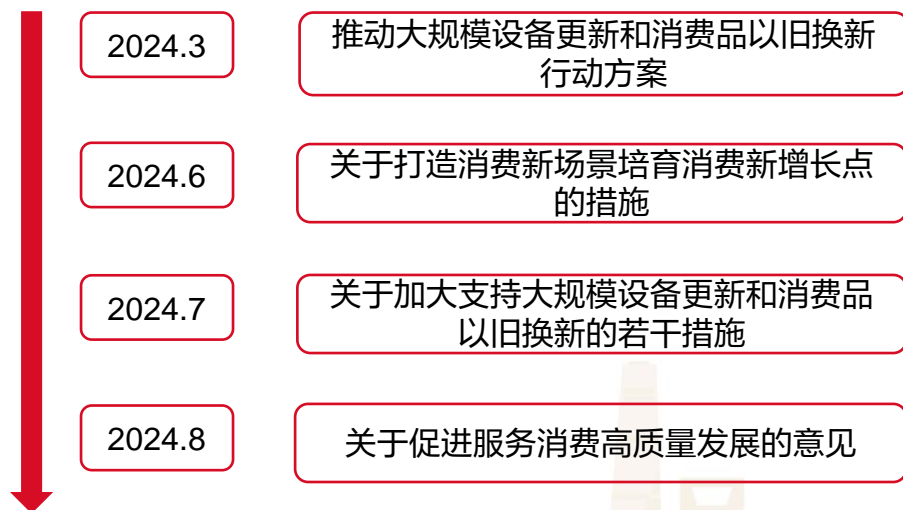 2024.3
推动大规模设备更新和消费品以旧换新
行动方案
2024.6
关于打造消费新场景培育消费新增长点
的措施
2024.7
关于加大支持大规模设备更新和消费品
以旧换新的若干措施
2024.8
关于促进服务消费高质量发展的意见